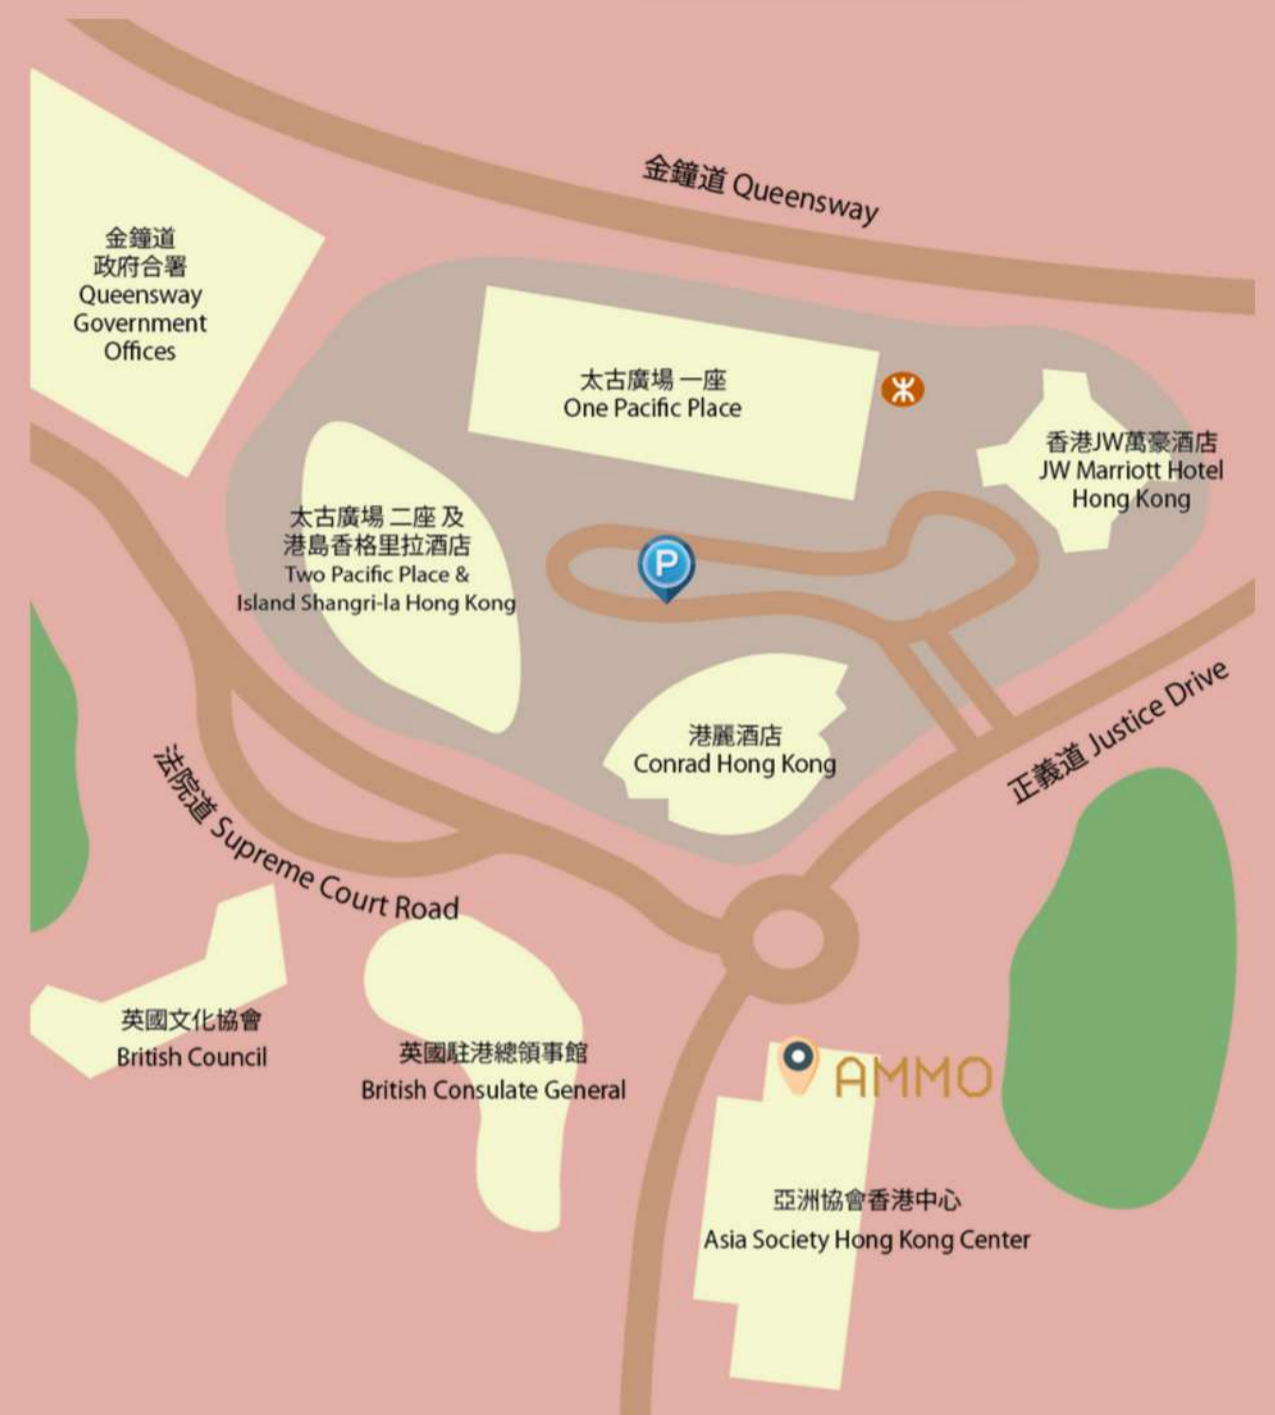 金鐘道 Queensway
金鐘道
政府合署
Queensway
Government
Offices
太古廣場 一座
One Pacific Place
香港JW萬豪酒店
JW Marriott Hotel
Hong Kong
太古廣場 二座 及
港島香格里拉酒店
Two Pacific Place &
Island Shangri-la Hong Kong
P
港麗酒店
Conrad Hong Kong
正義道 Justice Drive
法院道 Supreme Court Road
英國文化協會
British Council
英國駐港總領事館
British Consulate General
AMMO
亞洲協會香港中心
Asia Society Hong Kong Center